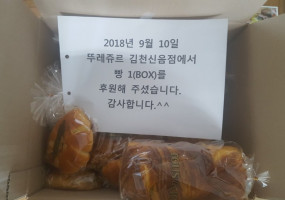 2018년 9월 10일
뚜레쥬르 김천신음점에서
빵 1(BOX)를
후원해 주셨습니다.
감사합니다.^^